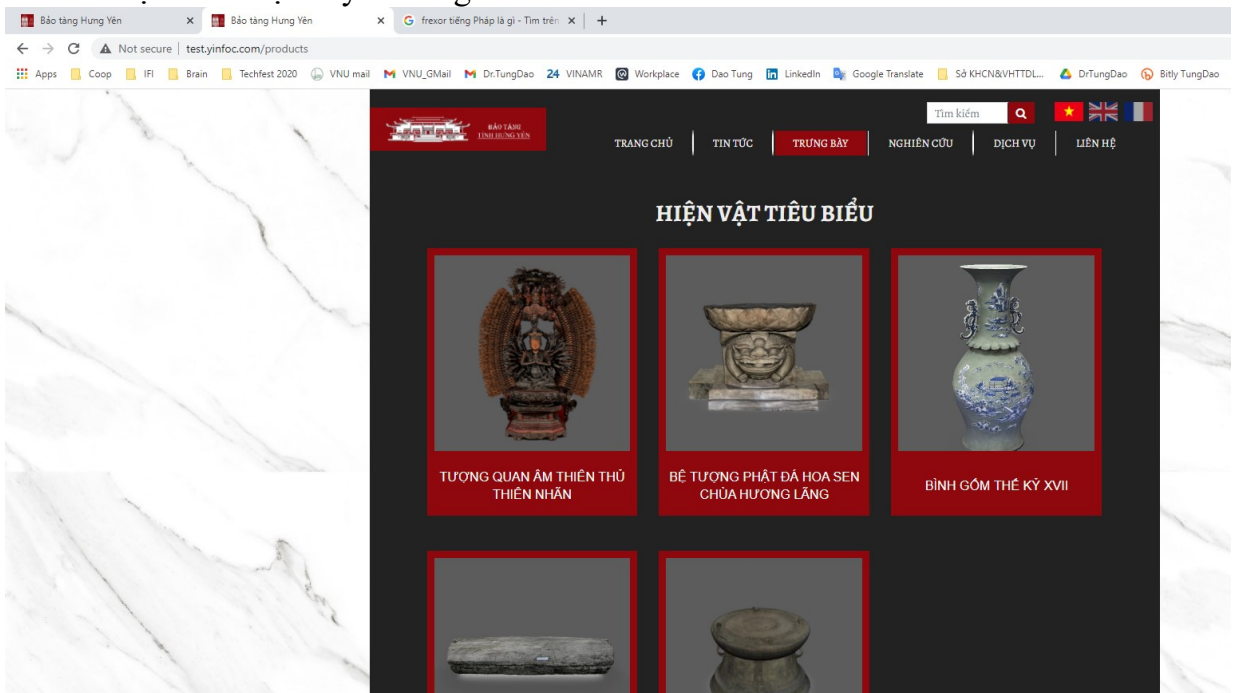 Bảo tàng Hưng Yên
Bảo tàng Hưng Yên
frexor tiếng Pháp là gì - Tìm trên
Not secure | test.yinfoc.com/products
Apps Coop IFI Brain Techfest 2020 VNU mail VNU_GMail Dr.TungDao 24 VINAMR Workplace Dao Tung LinkedIn Google Translate Sở KHCN&VHTTDL... DrTungDao Bitly TungDao
BẢO TÀNG
TỈNH HƯNG YÊN
Tìm kiếm
TRANG CHỦ TIN TỨC TRƯNG BÀY NGHIÊN CỨU DỊCH VỤ LIÊN HỆ
HIỆN VẬT TIÊU BIỂU
TƯỢNG QUAN ÂM THIÊN THỦ
THIÊN NHÃN
BỆ TƯỢNG PHẬT ĐÁ HOA SEN
CHÙA HƯƠNG LÃNG
BÌNH GỐM THẾ KỶ XVII